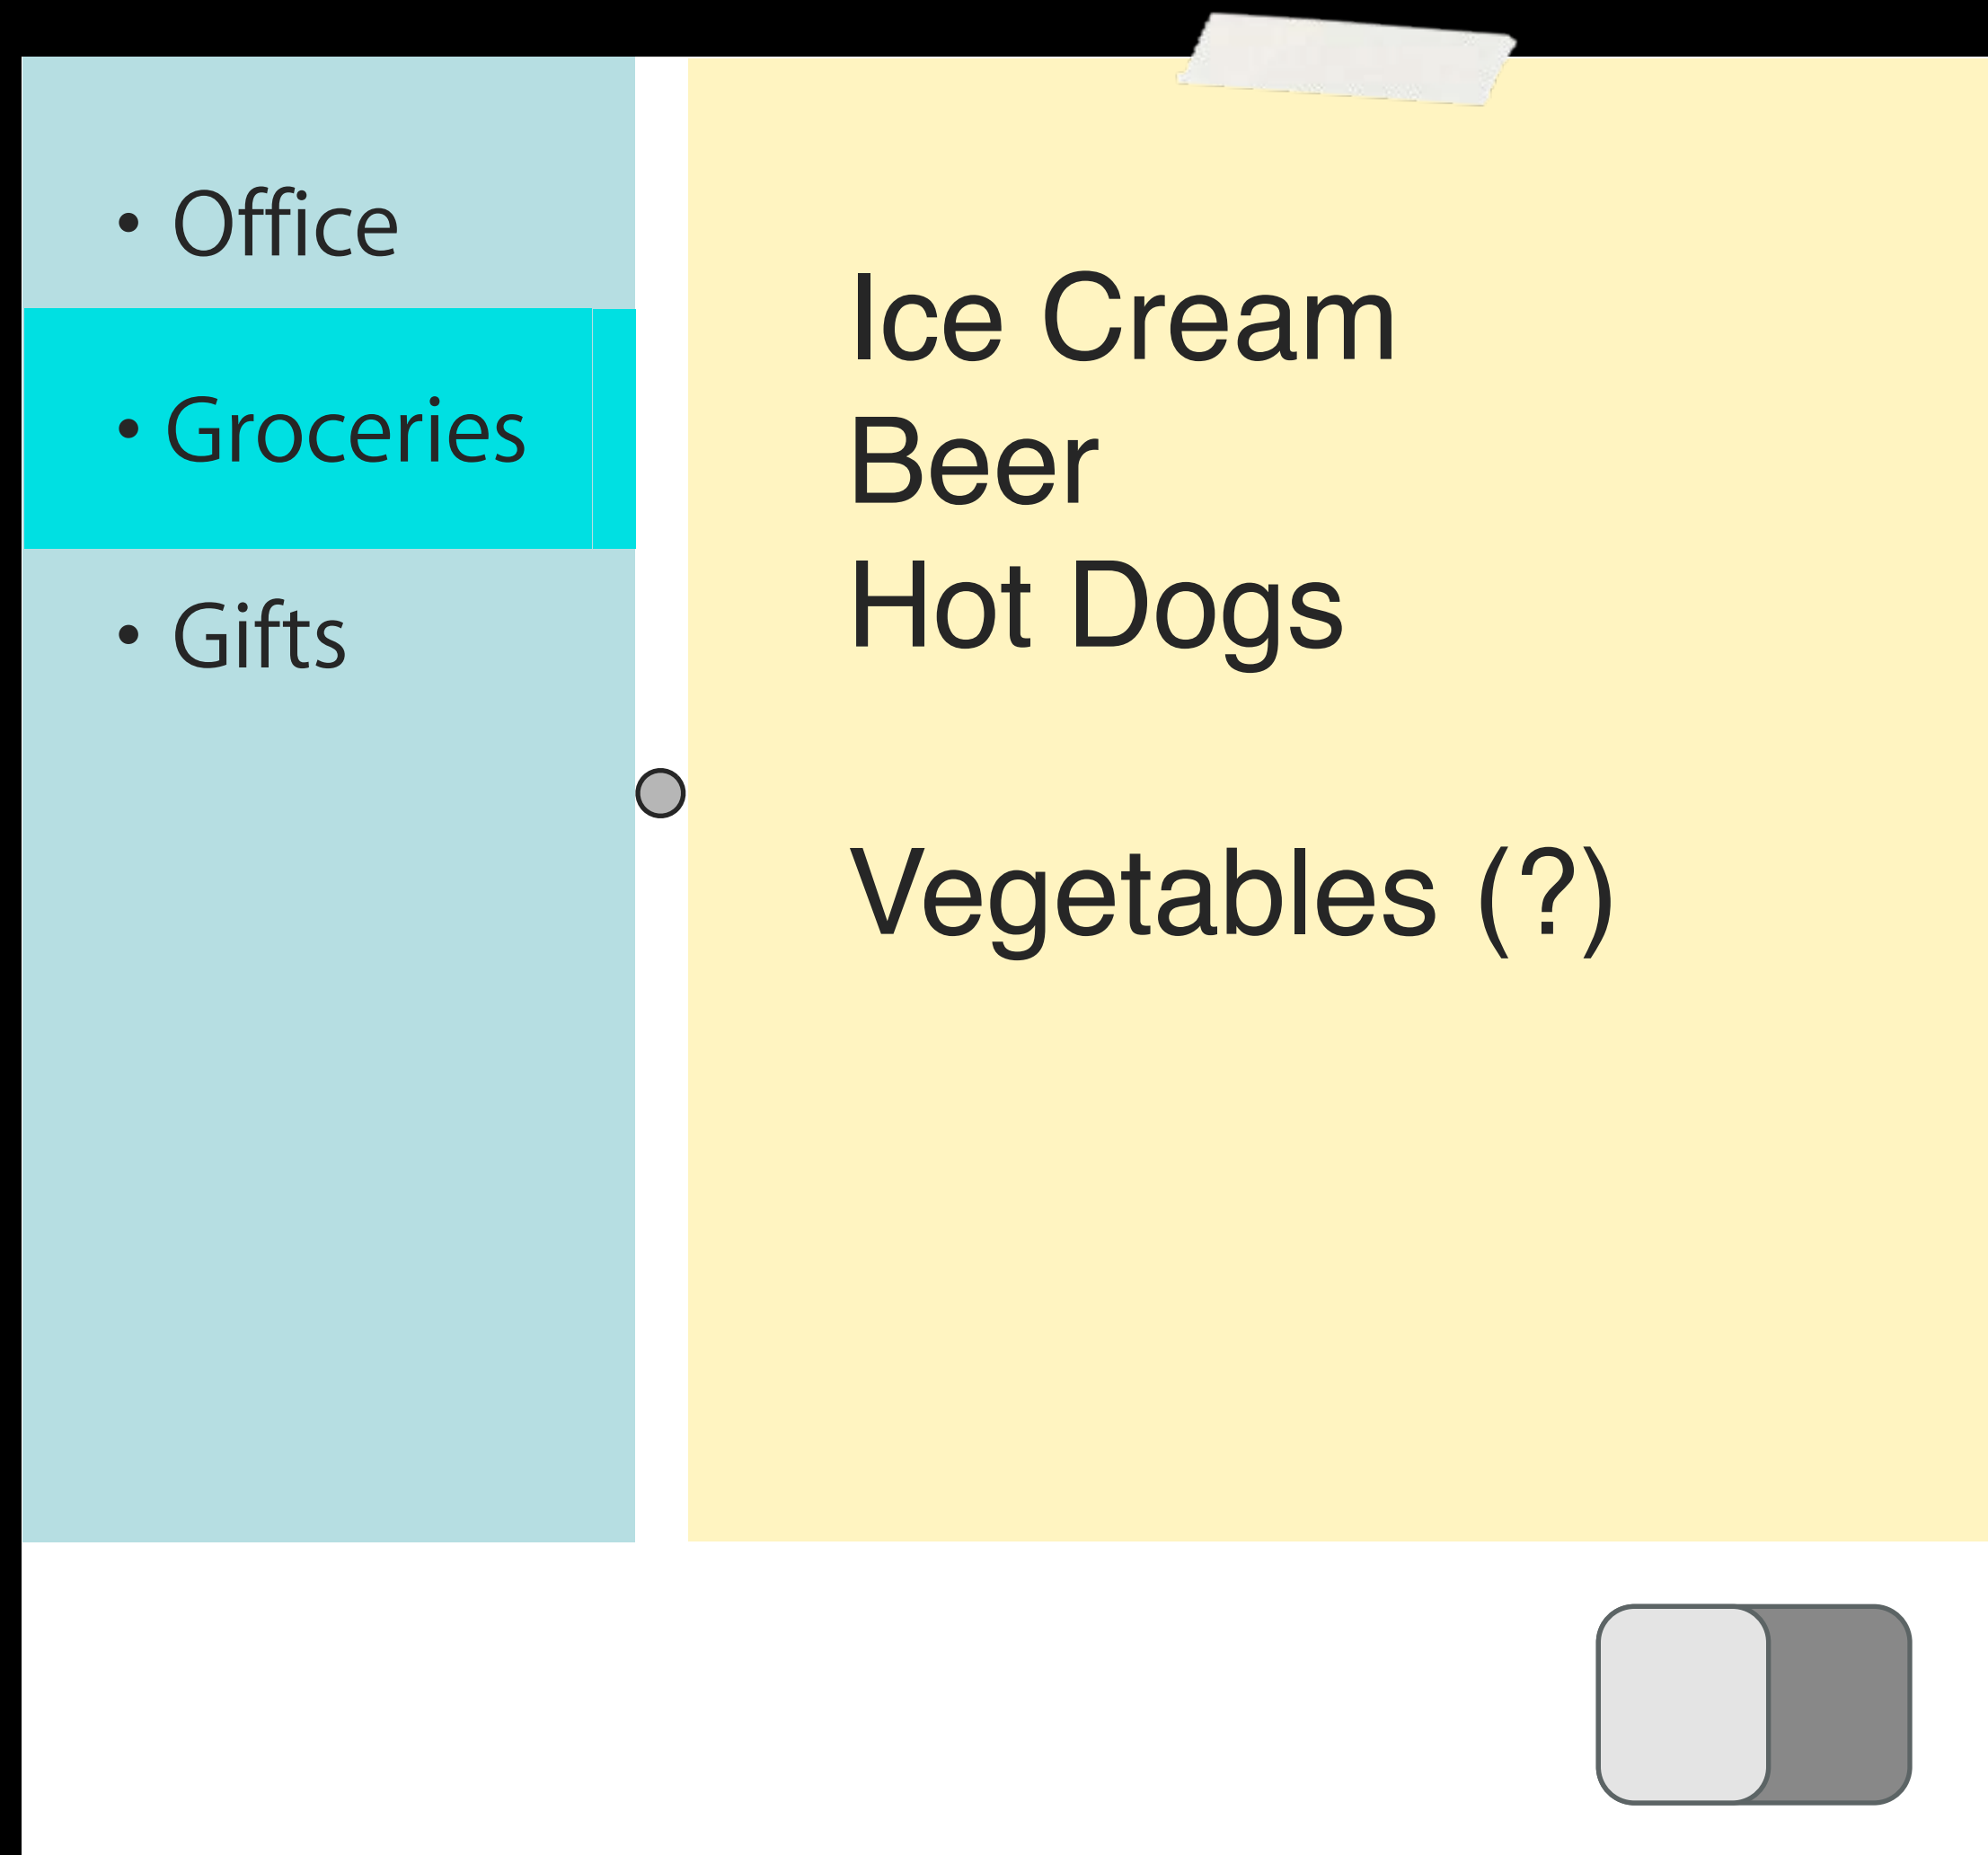 • Office
• Groceries
• Gifts
Ice Cream
Beer
Hot Dogs
Vegetables (?)